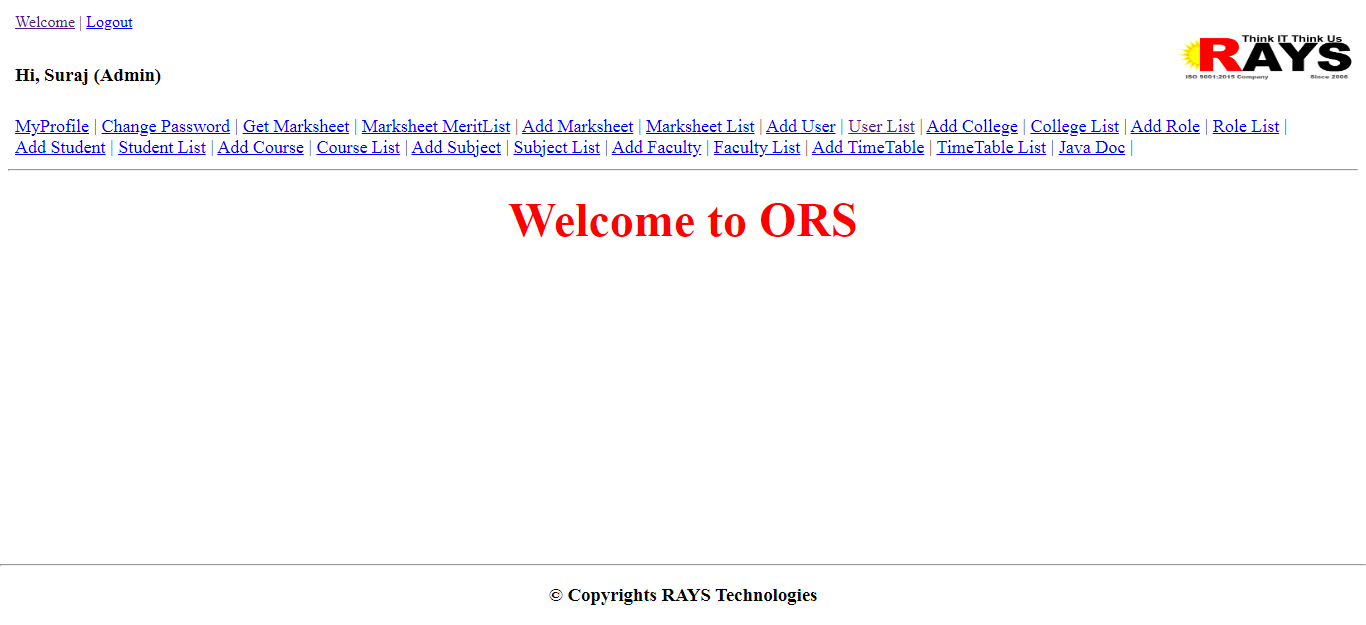 Welcome | Logout
Think IT Think Us
RAYS
ISO 9001:2015 Company Since 2006
Hi, Suraj (Admin)
MyProfile | Change Password | Get Marksheet | Marksheet MeritList | Add Marksheet | Marksheet List | Add User | User List | Add College | College List | Add Role | Role List |
Add Student | Student List | Add Course | Course List | Add Subject | Subject List | Add Faculty | Faculty List | Add TimeTable | TimeTable List | Java Doc |
Welcome to ORS
© Copyrights RAYS Technologies